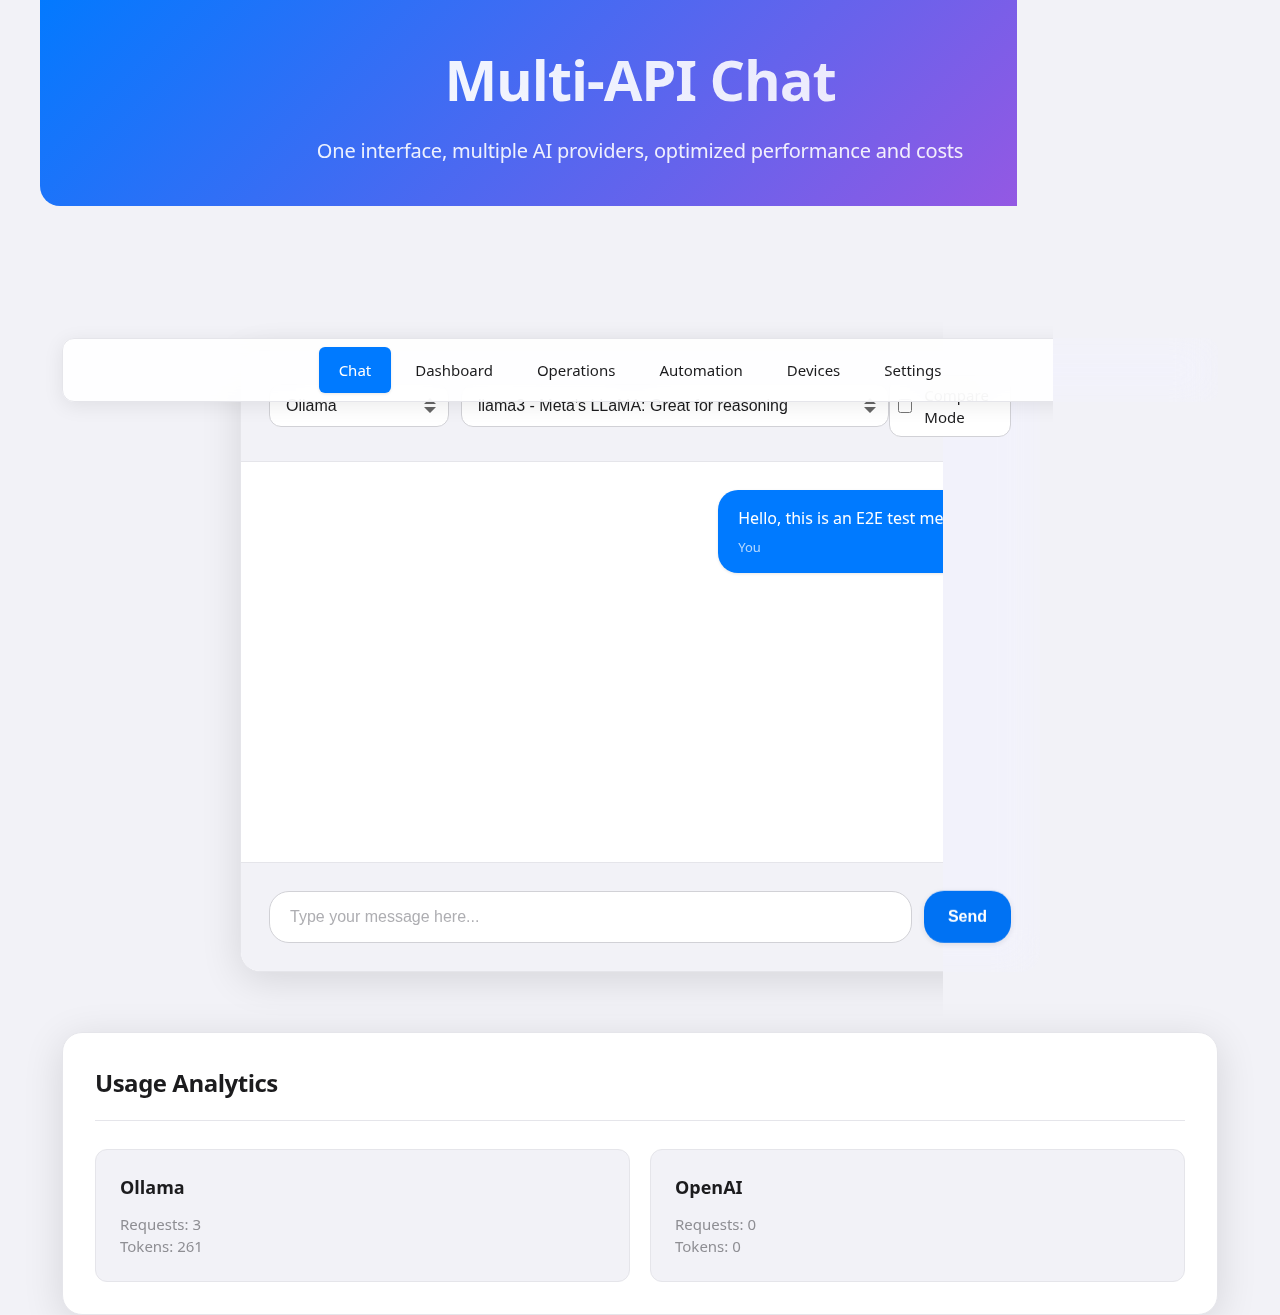 Multi-API Chat
One interface, multiple AI providers, optimized performance and costs
Chat Dashboard Operations Automation Devices Settings
Ollama llama3 - Meta's LLaMA: Great for reasoning Compare
Mode
Hello, this is an E2E test me
You
Type your message here... Send
Usage Analytics
Ollama OpenAI
Requests: 3 Requests: 0
Tokens: 261 Tokens: 0